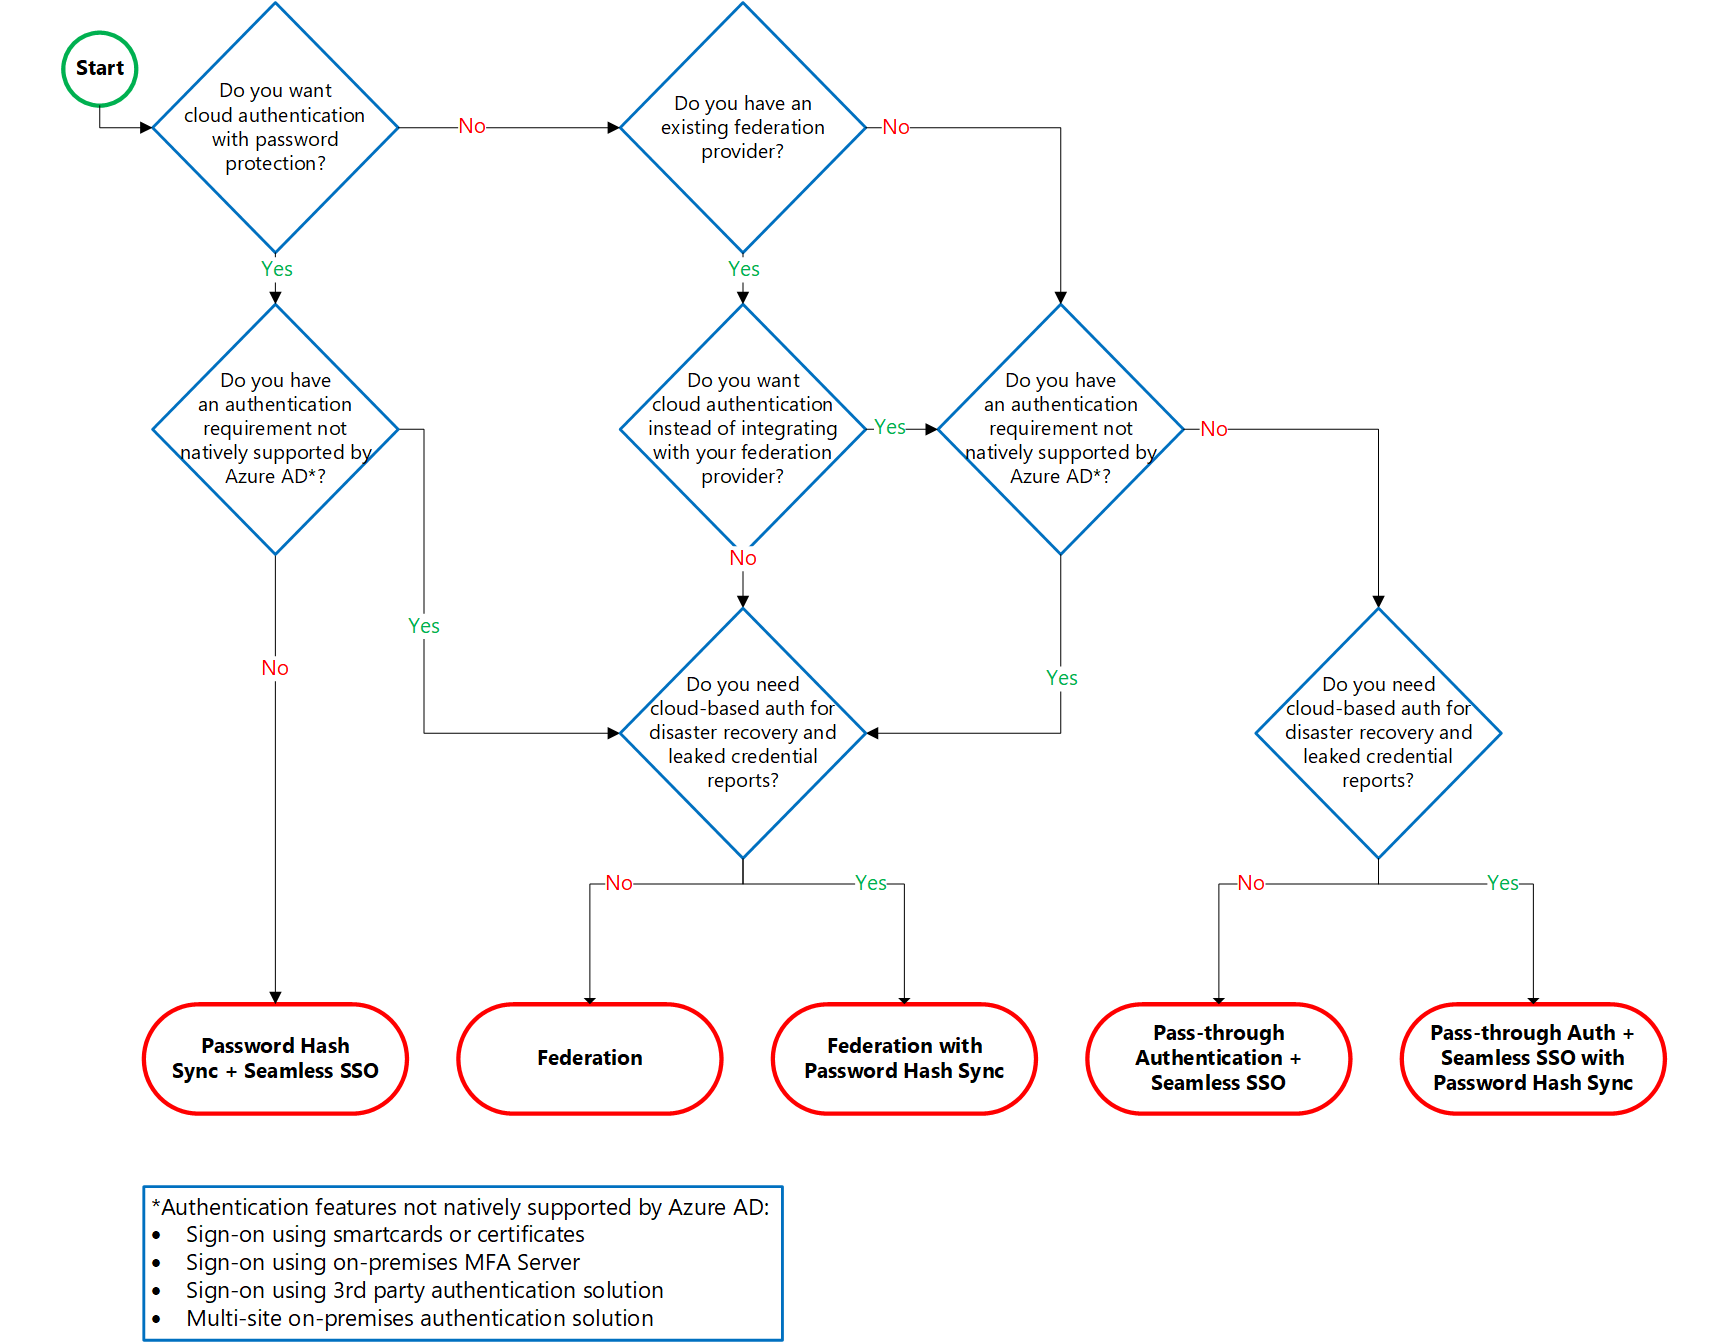 Start
Do you want
cloud authentication
with password
protection?
No
Do you have an
existing federation
provider?
No
Yes
Yes
Do you have
an authentication
requirement not
natively supported by
Azure AD*?
Do you want
cloud authentication
instead of integrating
with your federation
provider?
Yes
Do you have
an authentication
requirement not
natively supported by
Azure AD*?
No
No
Yes
No
Yes
Do you need
cloud-based auth for
disaster recovery and
leaked credential
reports?
Do you need
cloud-based auth for
disaster recovery and
leaked credential
reports?
No
Yes
No
Yes
Password Hash
Sync + Seamless SSO
Federation
Federation with
Password Hash Sync
Pass-through
Authentication +
Seamless SSO
Pass-through Auth +
Seamless SSO with
Password Hash Sync
*Authentication features not natively supported by Azure AD:
• Sign-on using smartcards or certificates
• Sign-on using on-premises MFA Server
• Sign-on using 3rd party authentication solution
• Multi-site on-premises authentication solution